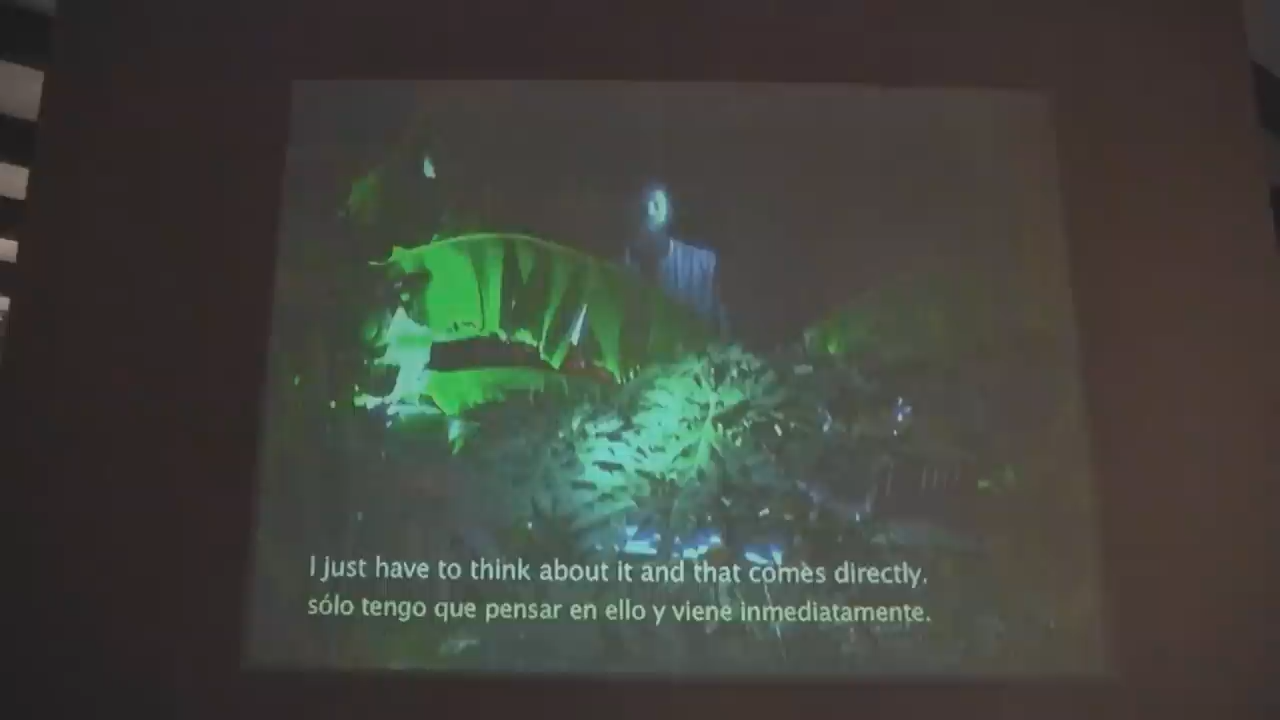 I just have to think about it and that comes directly.
sólo tengo que pensar en ello y viene inmediatamente.